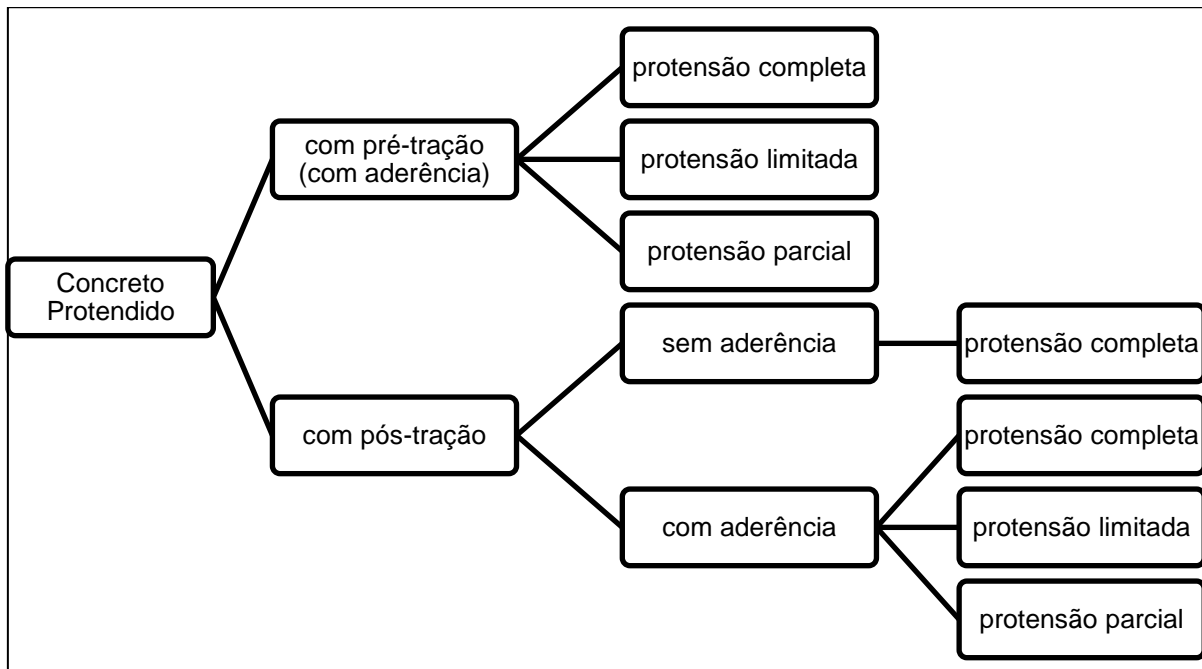 Concreto
Protendido
com pré-tração
(com aderência)
protensão completa
protensão limitada
protensão parcial
com pós-tração
sem aderência
protensão completa
com aderência
protensão completa
protensão limitada
protensão parcial